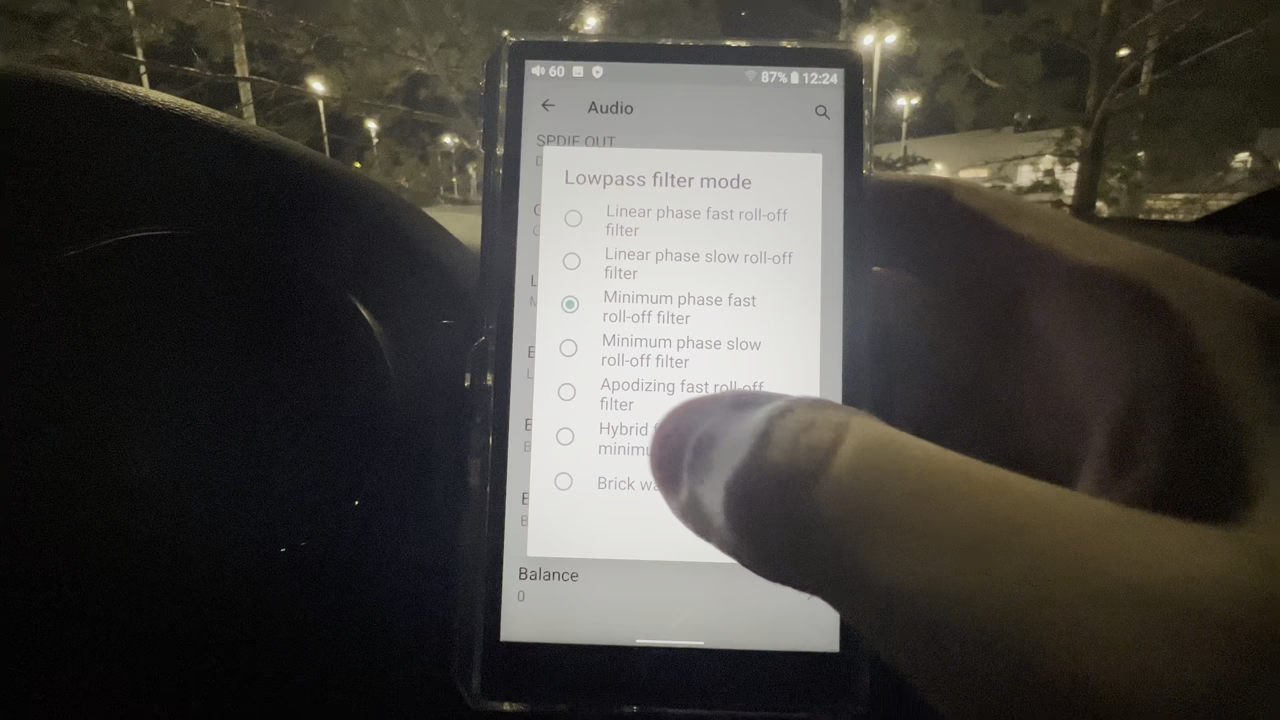 60
87% 12:24
Audio
SPDIF OUT
Lowpass filter mode
Linear phase fast roll-off
filter
Linear phase slow roll-off
filter
Minimum phase fast
roll-off filter
Minimum phase slow
roll-off filter
Apodizing fast roll-off
filter
Hybrid
Brick
Balance
0